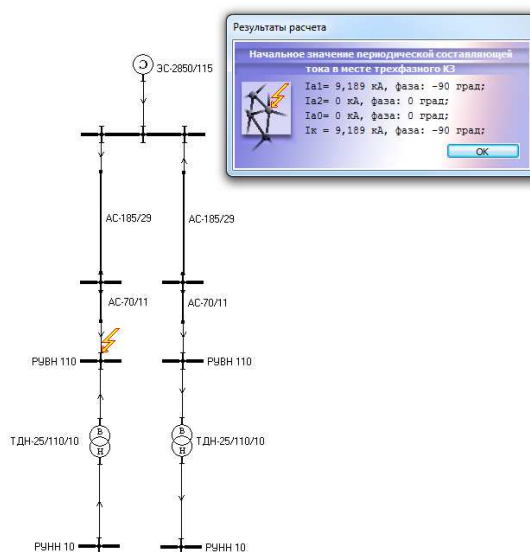 Результаты расчета
Начальное значение периодической составляющей
тока в месте трехфазного КЗ
Iа1= 9,189 кА, фаза: -90 град;
Iа2= 0 кА, фаза: 0 град;
Iа0= 0 кА, фаза: 0 град;
Iк = 9,189 кА, фаза: -90 град;
OK
ЭС-2850/115
АС-185/29
АС-185/29
АС-70/11
АС-70/11
РУВН 110
РУВН 110
В
Н
В
Н
ТДН-25/110/10
ТДН-25/110/10
РУНН 10
РУНН 10